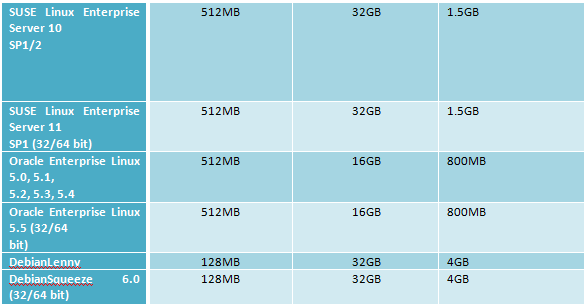 SUSE Linux Enterprise
Server 10
SP1/2
512MB
32GB
1.5GB
SUSE Linux Enterprise
Server 11
SP1 (32/64 bit)
512MB
32GB
1.5GB
Oracle Enterprise Linux
5.0, 5.1,
5.2, 5.3, 5.4
512MB
16GB
800MB
Oracle Enterprise Linux
5.5 (32/64
bit)
512MB
16GB
800MB
DebianLenny
128MB
32GB
4GB
DebianSqueeze 6.0
(32/64 bit)
128MB
32GB
4GB